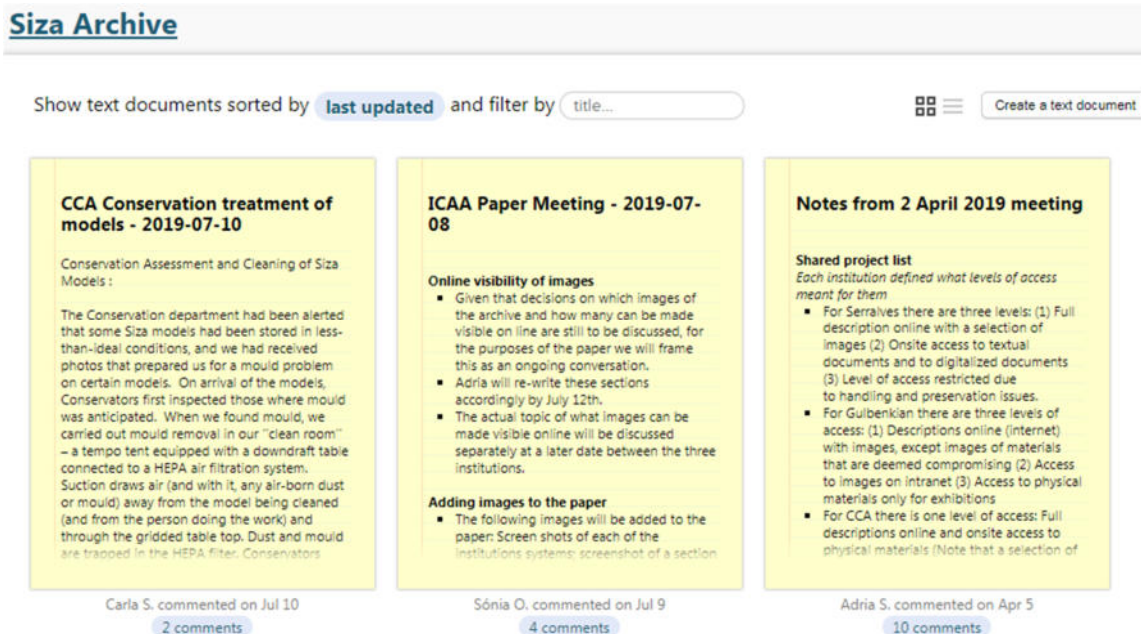 Siza Archive
Show text documents sorted by last updated and filter by title...
Create a text document
CCA Conservation treatment of
models - 2019-07-10
Conservation Assessment and Cleaning of Siza
Models :
The Conservation department had been alerted
that some Siza models had been stored in less-
than-ideal conditions, and we had received
photos that prepared us for a mould problem
on certain models. On arrival of the models,
Conservators first inspected those where mould
was anticipated. When we found mould, we
carried out mould removal in our "clean room"
– a tempo tent equipped with a downdraft table
connected to a HEPA air filtration system.
Suction draws air (and with it, any air-born dust
or mould) away from the model being cleaned
(and from the person doing the work) and
through the gridded table top. Dust and mould
are trapped in the HEPA filter. Conservators
Carla S. commented on Jul 10
2 comments
ICAA Paper Meeting - 2019-07-
08
Online visibility of images
▪ Given that decisions on which images of
the archive and how many can be made
visible on line are still to be discussed, for
the purposes of the paper we will frame
this as an ongoing conversation.
▪ Adria will re-write these sections
accordingly by July 12th.
▪ The actual topic of what images can be
made visible online will be discussed
separately at a later date between the three
institutions.
Adding images to the paper
▪ The following images will be added to the
paper: Screen shots of each of the
institutions systems; screenshot of a section
Sónia O. commented on Jul 9
4 comments
Notes from 2 April 2019 meeting
Shared project list
Each institution defined what levels of access
meant for them
▪ For Serralves there are three levels: (1) Full
description online with a selection of
images (2) Onsite access to textual
documents and to digitalized documents
(3) Level of access restricted due
to handling and preservation issues.
▪ For Gulbenkian there are three levels of
access: (1) Descriptions online (internet)
with images, except images of materials
that are deemed compromising (2) Access
to images on intranet (3) Access to physical
materials only for exhibitions
▪ For CCA there is one level of access: Full
descriptions online and onsite access to
physical materials (Note that a selection of
Adria S. commented on Apr 5
10 comments